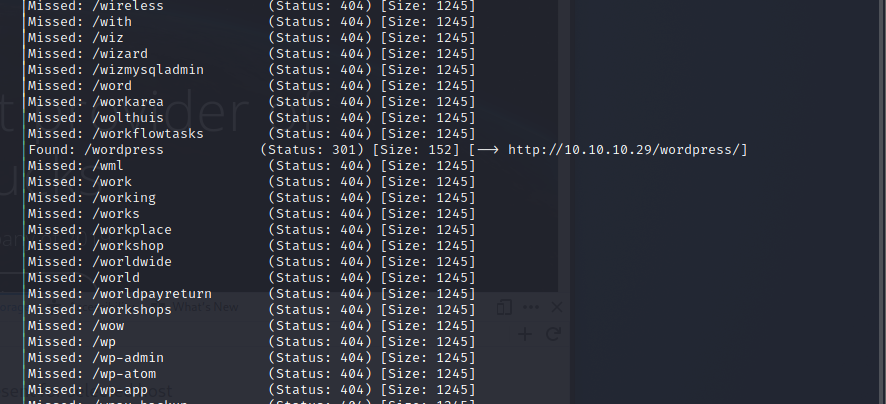 Missed: /wireless (Status: 404) [Size: 1245]
Missed: /with (Status: 404) [Size: 1245]
Missed: /wiz (Status: 404) [Size: 1245]
Missed: /wizard (Status: 404) [Size: 1245]
Missed: /wizmysqladmin (Status: 404) [Size: 1245]
Missed: /word (Status: 404) [Size: 1245]
Missed: /workarea (Status: 404) [Size: 1245]
Missed: /wolthuis (Status: 404) [Size: 1245]
Missed: /workflowtasks (Status: 404) [Size: 1245]
Found: /wordpress (Status: 301) [Size: 152] [--> http://10.10.10.29/wordpress/]
Missed: /wml (Status: 404) [Size: 1245]
Missed: /work (Status: 404) [Size: 1245]
Missed: /working (Status: 404) [Size: 1245]
Missed: /works (Status: 404) [Size: 1245]
Missed: /workplace (Status: 404) [Size: 1245]
Missed: /workshop (Status: 404) [Size: 1245]
Missed: /worldwide (Status: 404) [Size: 1245]
Missed: /world (Status: 404) [Size: 1245]
Missed: /worldpayreturn (Status: 404) [Size: 1245]
Missed: /workshops (Status: 404) [Size: 1245]
Missed: /wow (Status: 404) [Size: 1245]
Missed: /wp (Status: 404) [Size: 1245]
Missed: /wp-admin (Status: 404) [Size: 1245]
Missed: /wp-atom (Status: 404) [Size: 1245]
Missed: /wp-app (Status: 404) [Size: 1245]
provider
What's New